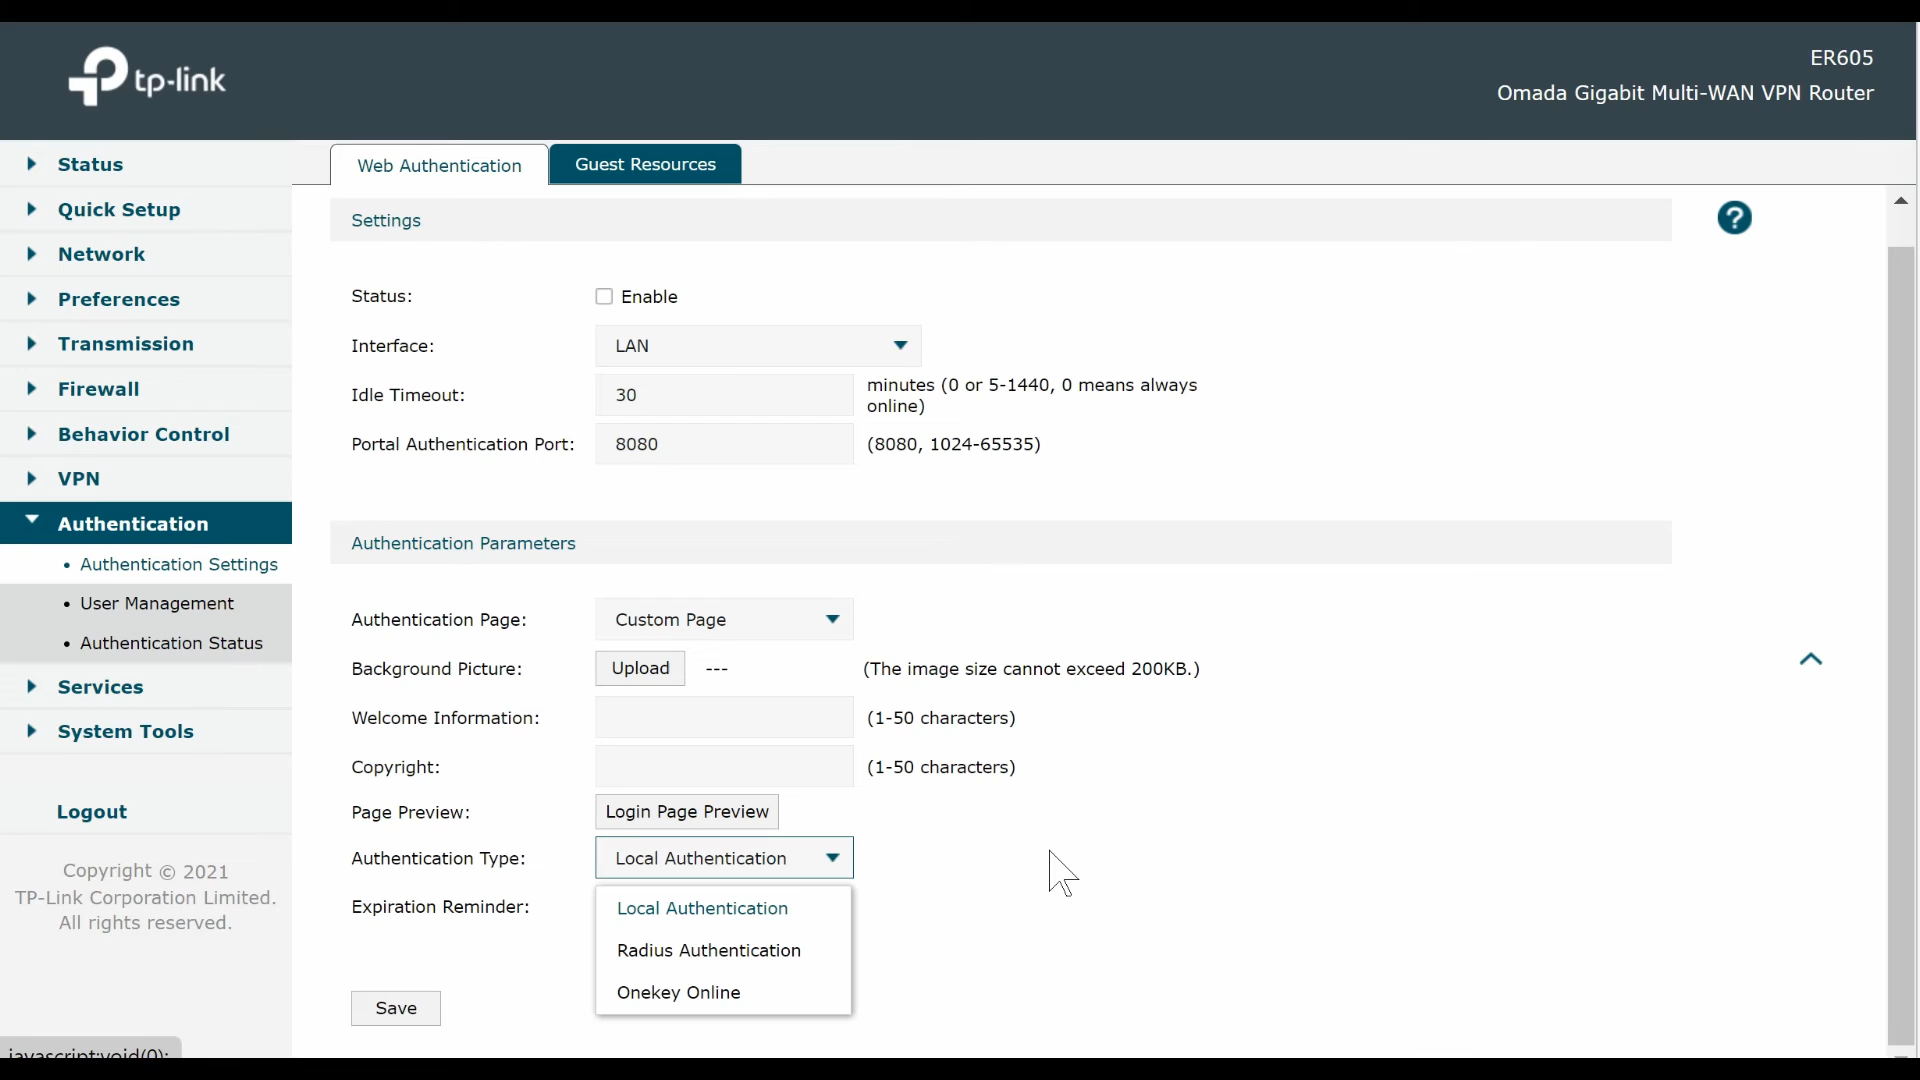 tp-link
ER605
Omada Gigabit Multi-WAN VPN Router
Status
Quick Setup
Network
Preferences
Transmission
Firewall
Behavior Control
VPN
Authentication
• Authentication Settings
• User Management
• Authentication Status
Services
System Tools
Logout
Copyright © 2021
TP-Link Corporation Limited.
All rights reserved.
javascript:void(0);
Web Authentication
Guest Resources
Settings
?
Status: Enable
Interface: LAN
Idle Timeout: 30 minutes (0 or 5-1440, 0 means always
online)
Portal Authentication Port: 8080 (8080, 1024-65535)
Authentication Parameters
Authentication Page: Custom Page
Background Picture: Upload --- (The image size cannot exceed 200KB.)
Welcome Information: (1-50 characters)
Copyright: (1-50 characters)
Page Preview: Login Page Preview
Authentication Type: Local Authentication
Expiration Reminder:
Local Authentication
Radius Authentication
Onekey Online
Save